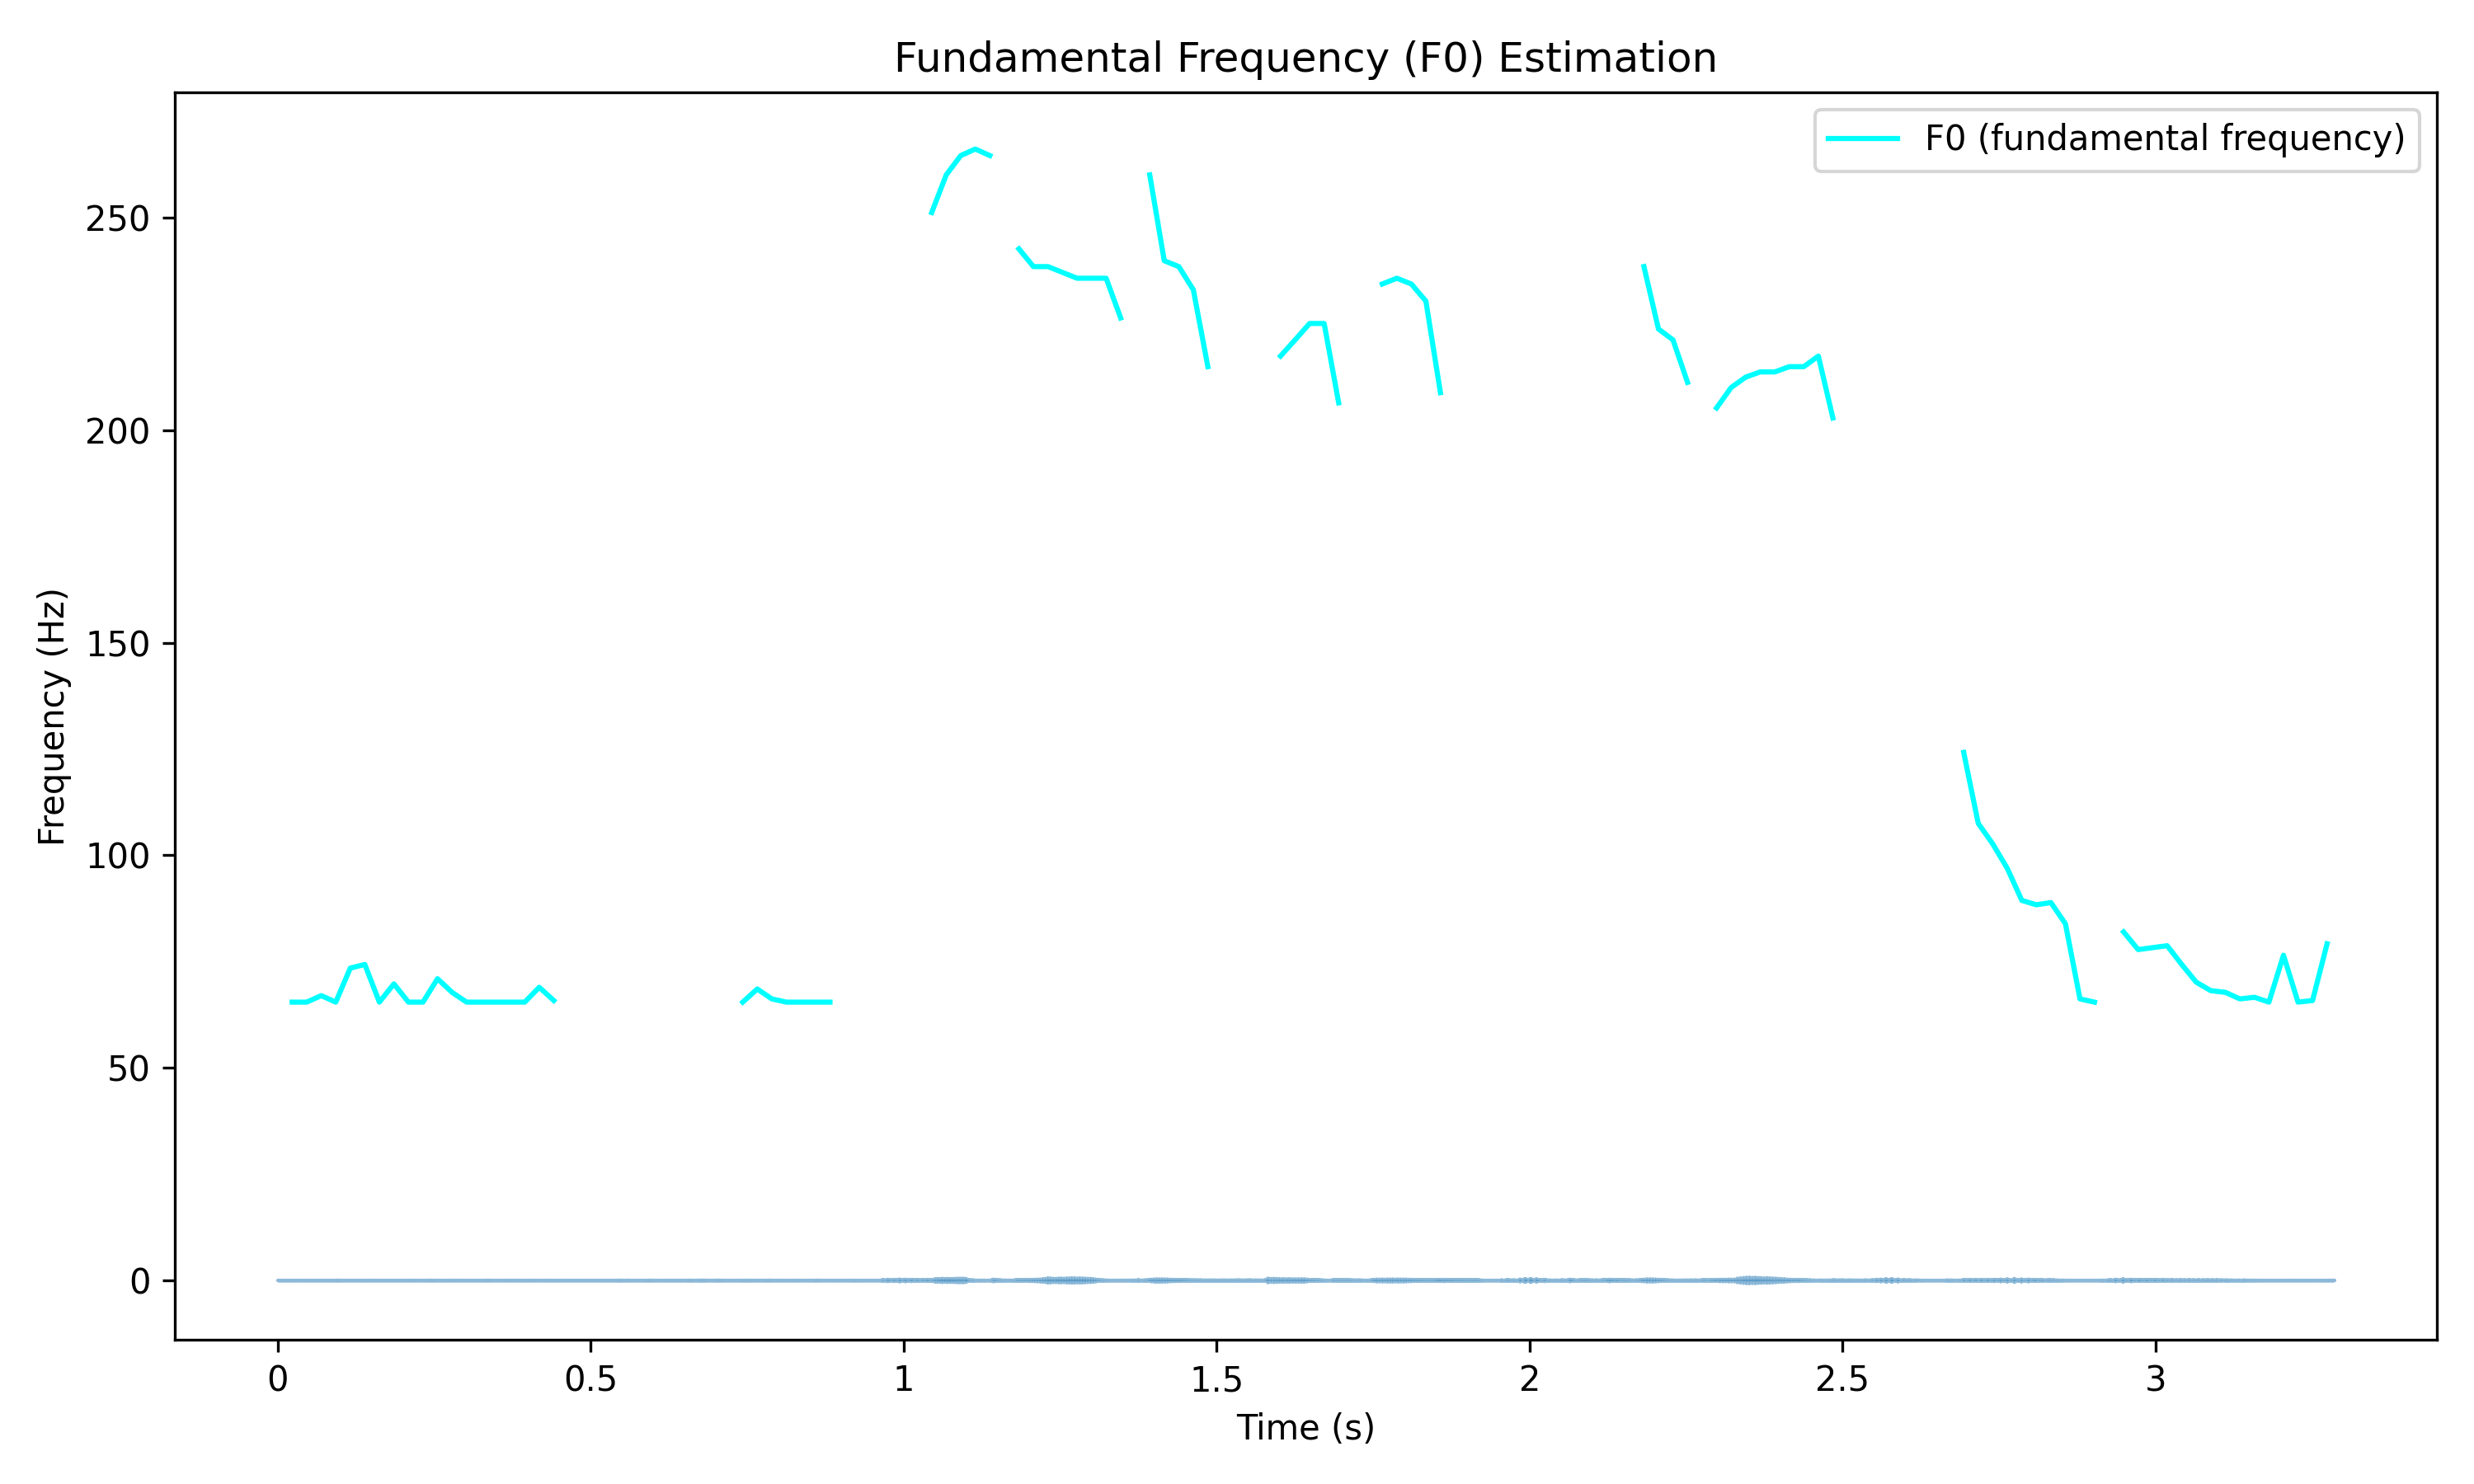 Fundamental Frequency (F0) Estimation
F0 (fundamental frequency)
Frequency (Hz)
250
200
150
100
50
0
0 0.5 1 1.5 2 2.5 3
Time (s)